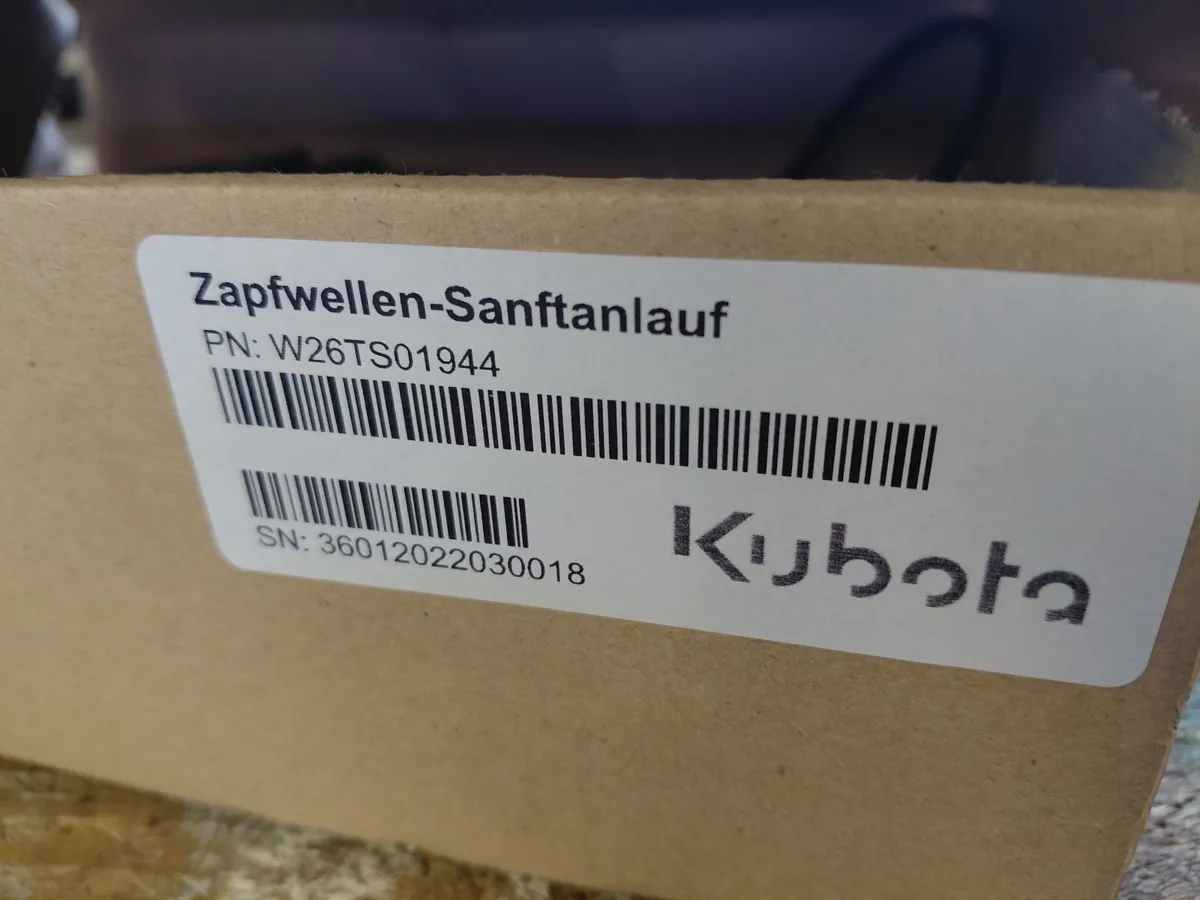 Zapfwellen-Sanftanlauf
PN: W26TS01944
SN: 36012022030018
Kubota